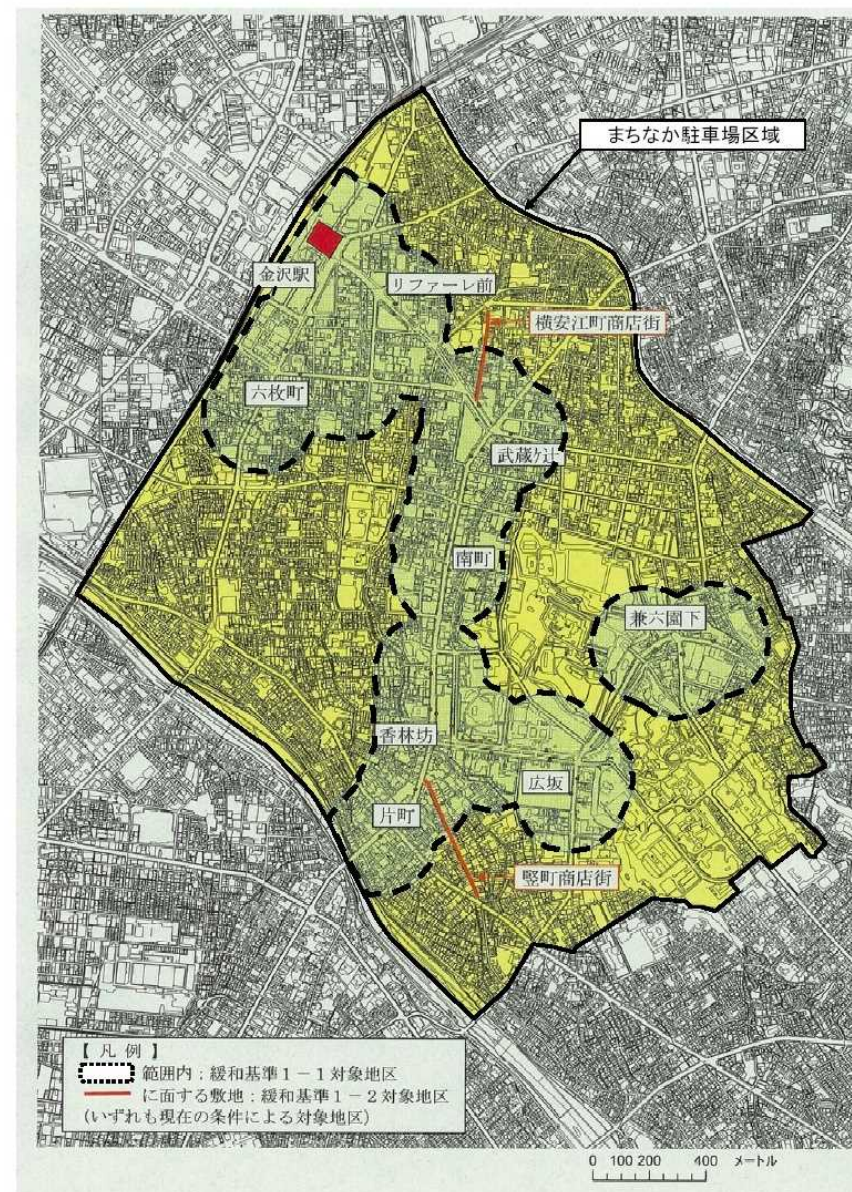 まちなか駐車場区域
金沢駅
リファーレ前
横安江町商店街
六枚町
武蔵ケ辻
南町
兼六園下
香林坊
広坂
片町
竪町商店街
【 凡 例 】
範囲内：緩和基準１－１対象地区
に面する敷地：緩和基準１－２対象地区
(いずれも現在の条件による対象地区)
0 100 200 400 メートル